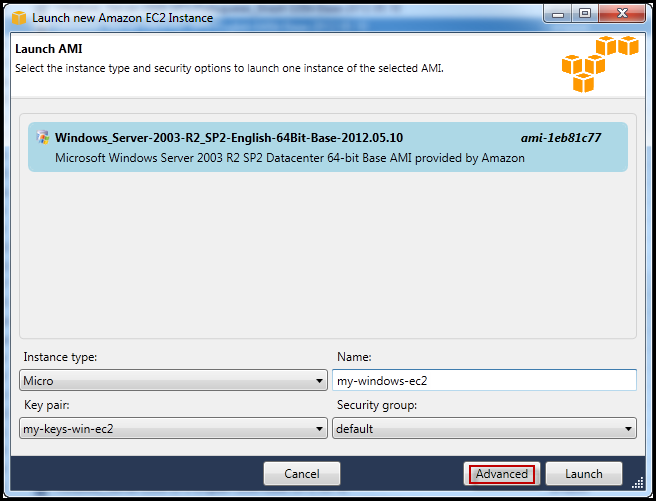 Launch new Amazon EC2 Instance
Launch AMI
Select the instance type and security options to launch one instance of the selected AMI.
Windows_Server-2003-R2_SP2-English-64Bit-Base-2012.05.10 ami-1eb81c77
Microsoft Windows Server 2003 R2 SP2 Datacenter 64-bit Base AMI provided by Amazon
Instance type: Name:
Micro my-windows-ec2
Key pair: Security group:
my-keys-win-ec2 default
Cancel Advanced Launch